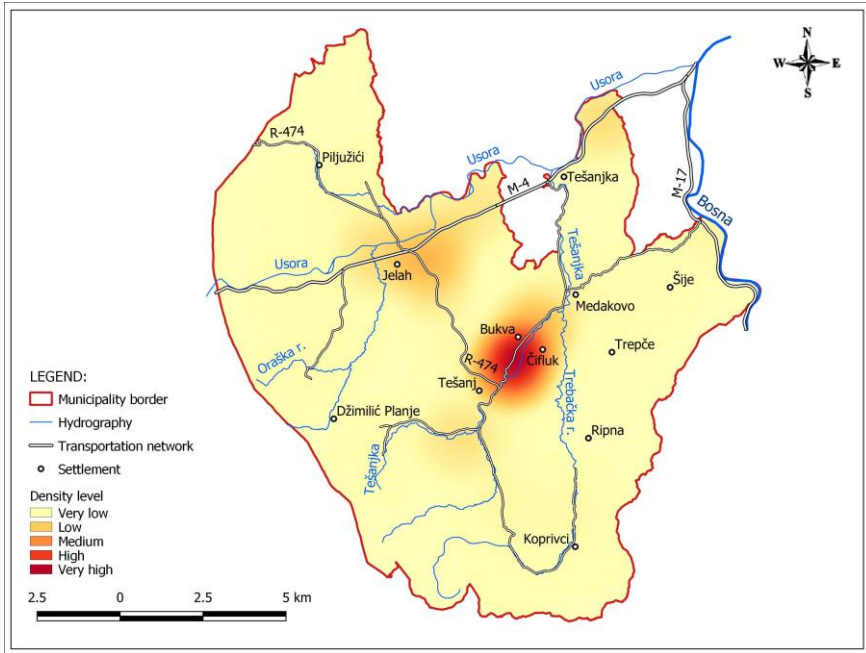 N
W E
S
Usora
R-474
Piljužići
Usora
M-4
Tešanjka
M-17
Bosna
Tešanjka
Usora
Jelah
Šije
Medakovo
Bukva
Čifluk
Trepče
Oraška r.
R-474
Tešanj
Trebačka r.
LEGEND:
Municipality border
Hydrography
Transportation network
Settlement
Džimilić Planje
Ripna
Tešanjka
Density level
Very low
Low
Medium
High
Very high
Koprivci
2.5 0 2.5 5 km